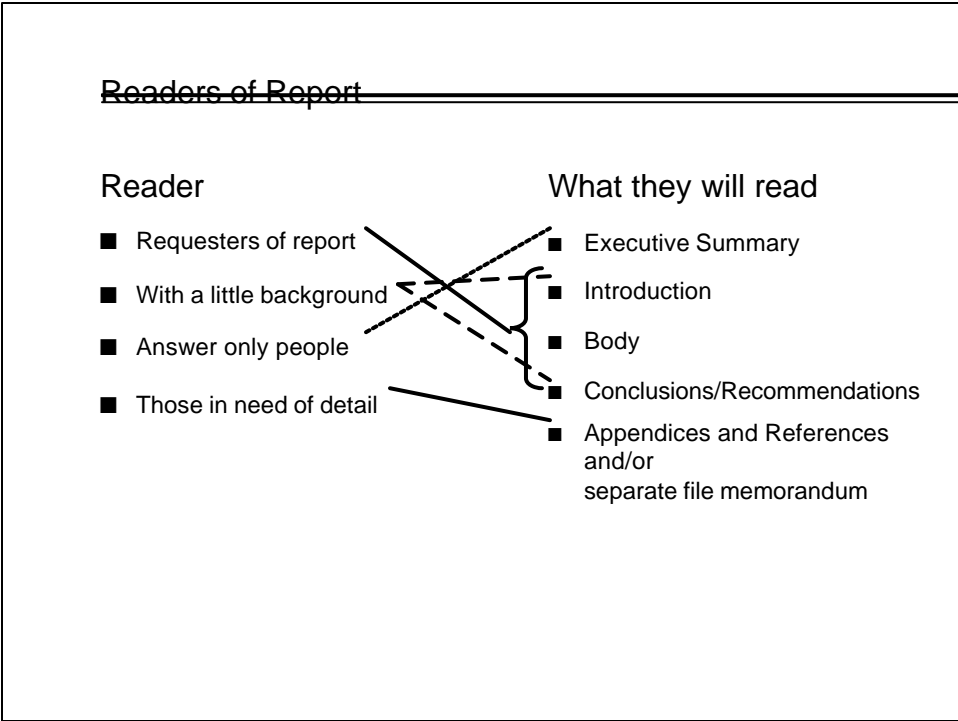 Readers of Report
Reader
■ Requesters of report
■ With a little background
■ Answer only people
■ Those in need of detail
What they will read
■ Executive Summary
■ Introduction
■ Body
■ Conclusions/Recommendations
■ Appendices and References
and/or
separate file memorandum